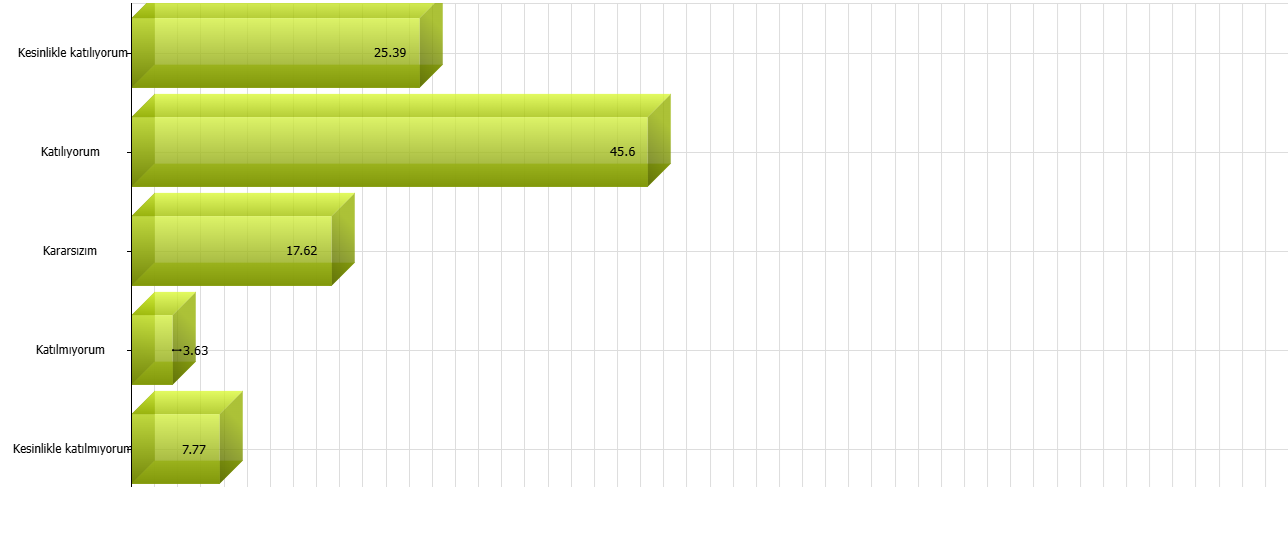 Kesinlikle katılıyorum
25.39
Katılıyorum
45.6
Kararsızım
17.62
Katılmıyorum
3.63
Kesinlikle katılmıyorum
7.77